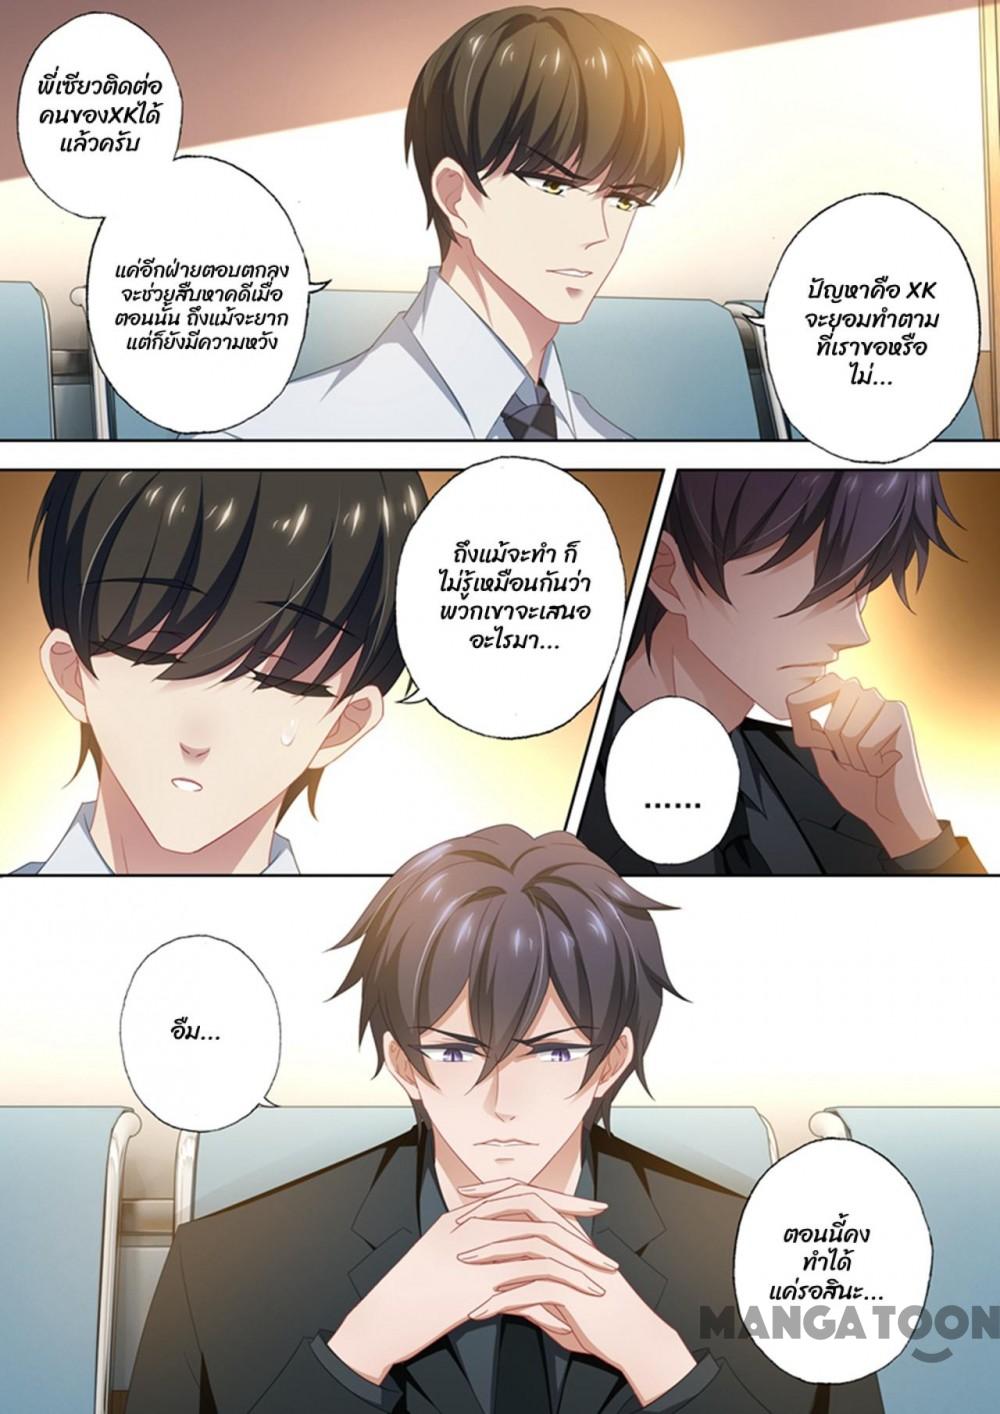 พี่เซียวติดต่อ
คนของXKได้
แล้วครับ
แค่อีกฝ่ายตอบตกลง
จะช่วยสืบหาคดีเมื่อ
ตอนนั้น ถึงแม้จะยาก
แต่ก็ยังมีความหวัง
ปัญหาคือ XK
จะยอมทำตาม
ที่เราขอหรือ
ไม่...
ถึงแม้จะทำ ก็
ไม่รู้เหมือนกันว่า
พวกเขาจะเสนอ
อะไรมา...
......
อืม...
ตอนนี้คง
ทำได้
แค่รอสินะ...
MANGATOON